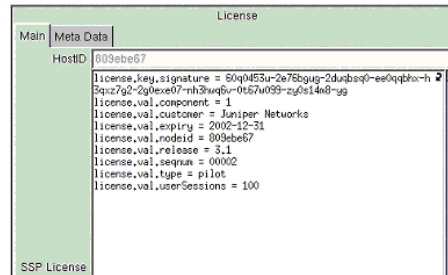 License
Main Meta Data
HostID 809ebe67
license.key.signature = 60q0453u-2e76bgug-2duqbsq0-ee0qqbhx-h
3qxz7g2-2g0exe07-nh3hwq6v-0t67w099-zy0s14m8-yg
license.val.component = 1
license.val.customer = Juniper Networks
license.val.expiry = 2002-12-31
license.val.nodeid = 809ebe67
license.val.release = 3.1
license.val.seqnum = 00002
license.val.type = pilot
license.val.userSessions = 100
SSP License